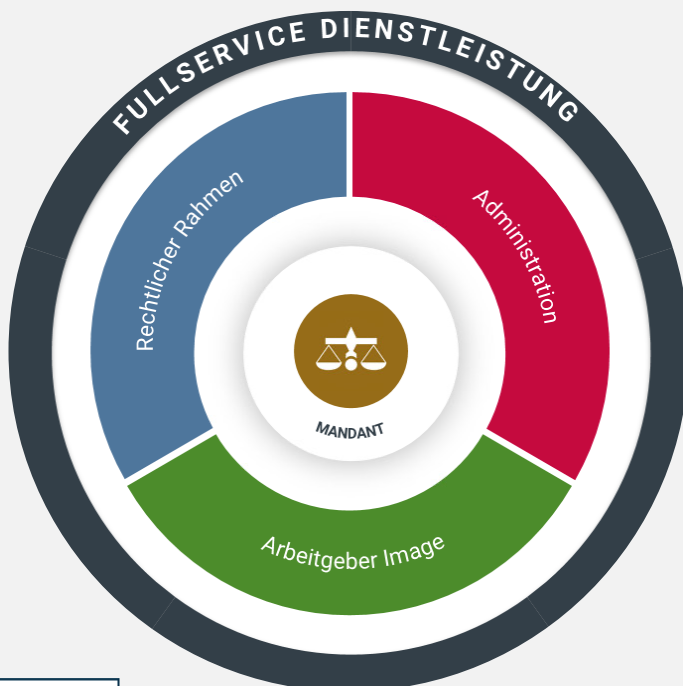 FULLSERVICE DIENSTLEISTUNG
Rechtlicher Rahmen
Administration
MANDANT
Arbeitgeber Image